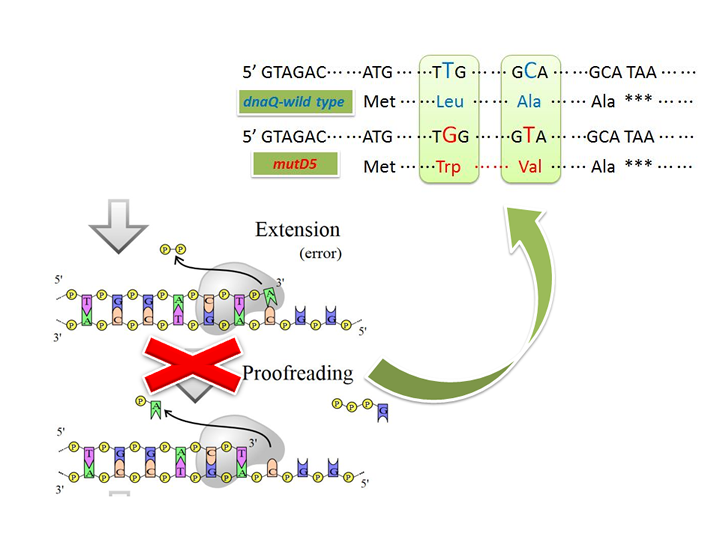 5’ GTAGAC⋯⋯ATG ⋯⋯TTG ⋯⋯ GCA ⋯⋯GCA TAA ⋯⋯
dnaQ-wild type Met ⋯⋯Leu ⋯⋯ Ala ⋯⋯ Ala *** ⋯⋯
5’ GTAGAC⋯⋯ATG ⋯⋯TGG ⋯⋯GTA ⋯⋯GCA TAA ⋯⋯
mutD5 Met ⋯⋯Trp ⋯⋯ Val ⋯⋯ Ala *** ⋯⋯
Extension
(error)
P P
3'
5'
P P P P P P P A
T G G A C T
A C C T G A C G G
P P P P P P P P P
3' 5'
Proofreading
P A
P P P G
5'
3'
P P P P P P
T G G A C T
A C C T G A C G G
P P P P P P P P P
3' 5'